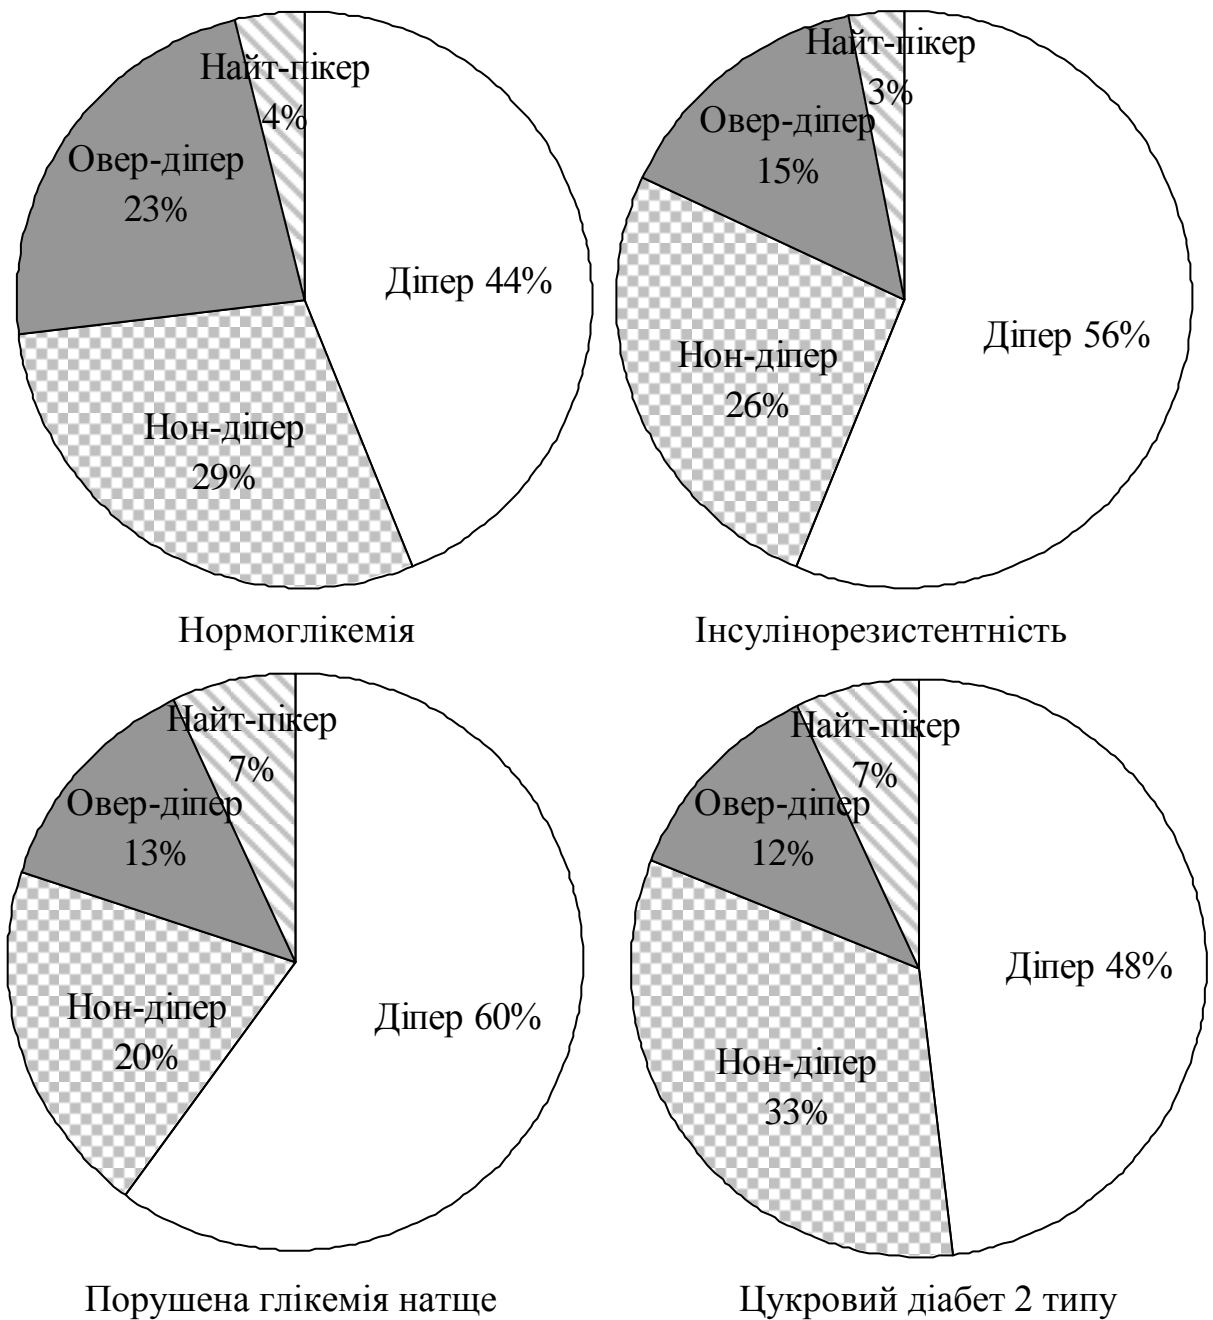 Найт-пікер
4%
Овер-діпер
23%
Діпер 44%
Нон-діпер
29%
Нормоглікемія
Найт-пікер
3%
Овер-діпер
15%
Діпер 56%
Нон-діпер
26%
Інсулінорезистентність
Найт-пікер
7%
Овер-діпер
13%
Нон-діпер
20%
Діпер 60%
Порушена глікемія натще
Найт-пікер
7%
Овер-діпер
12%
Діпер 48%
Нон-діпер
33%
Цукровий діабет 2 типу